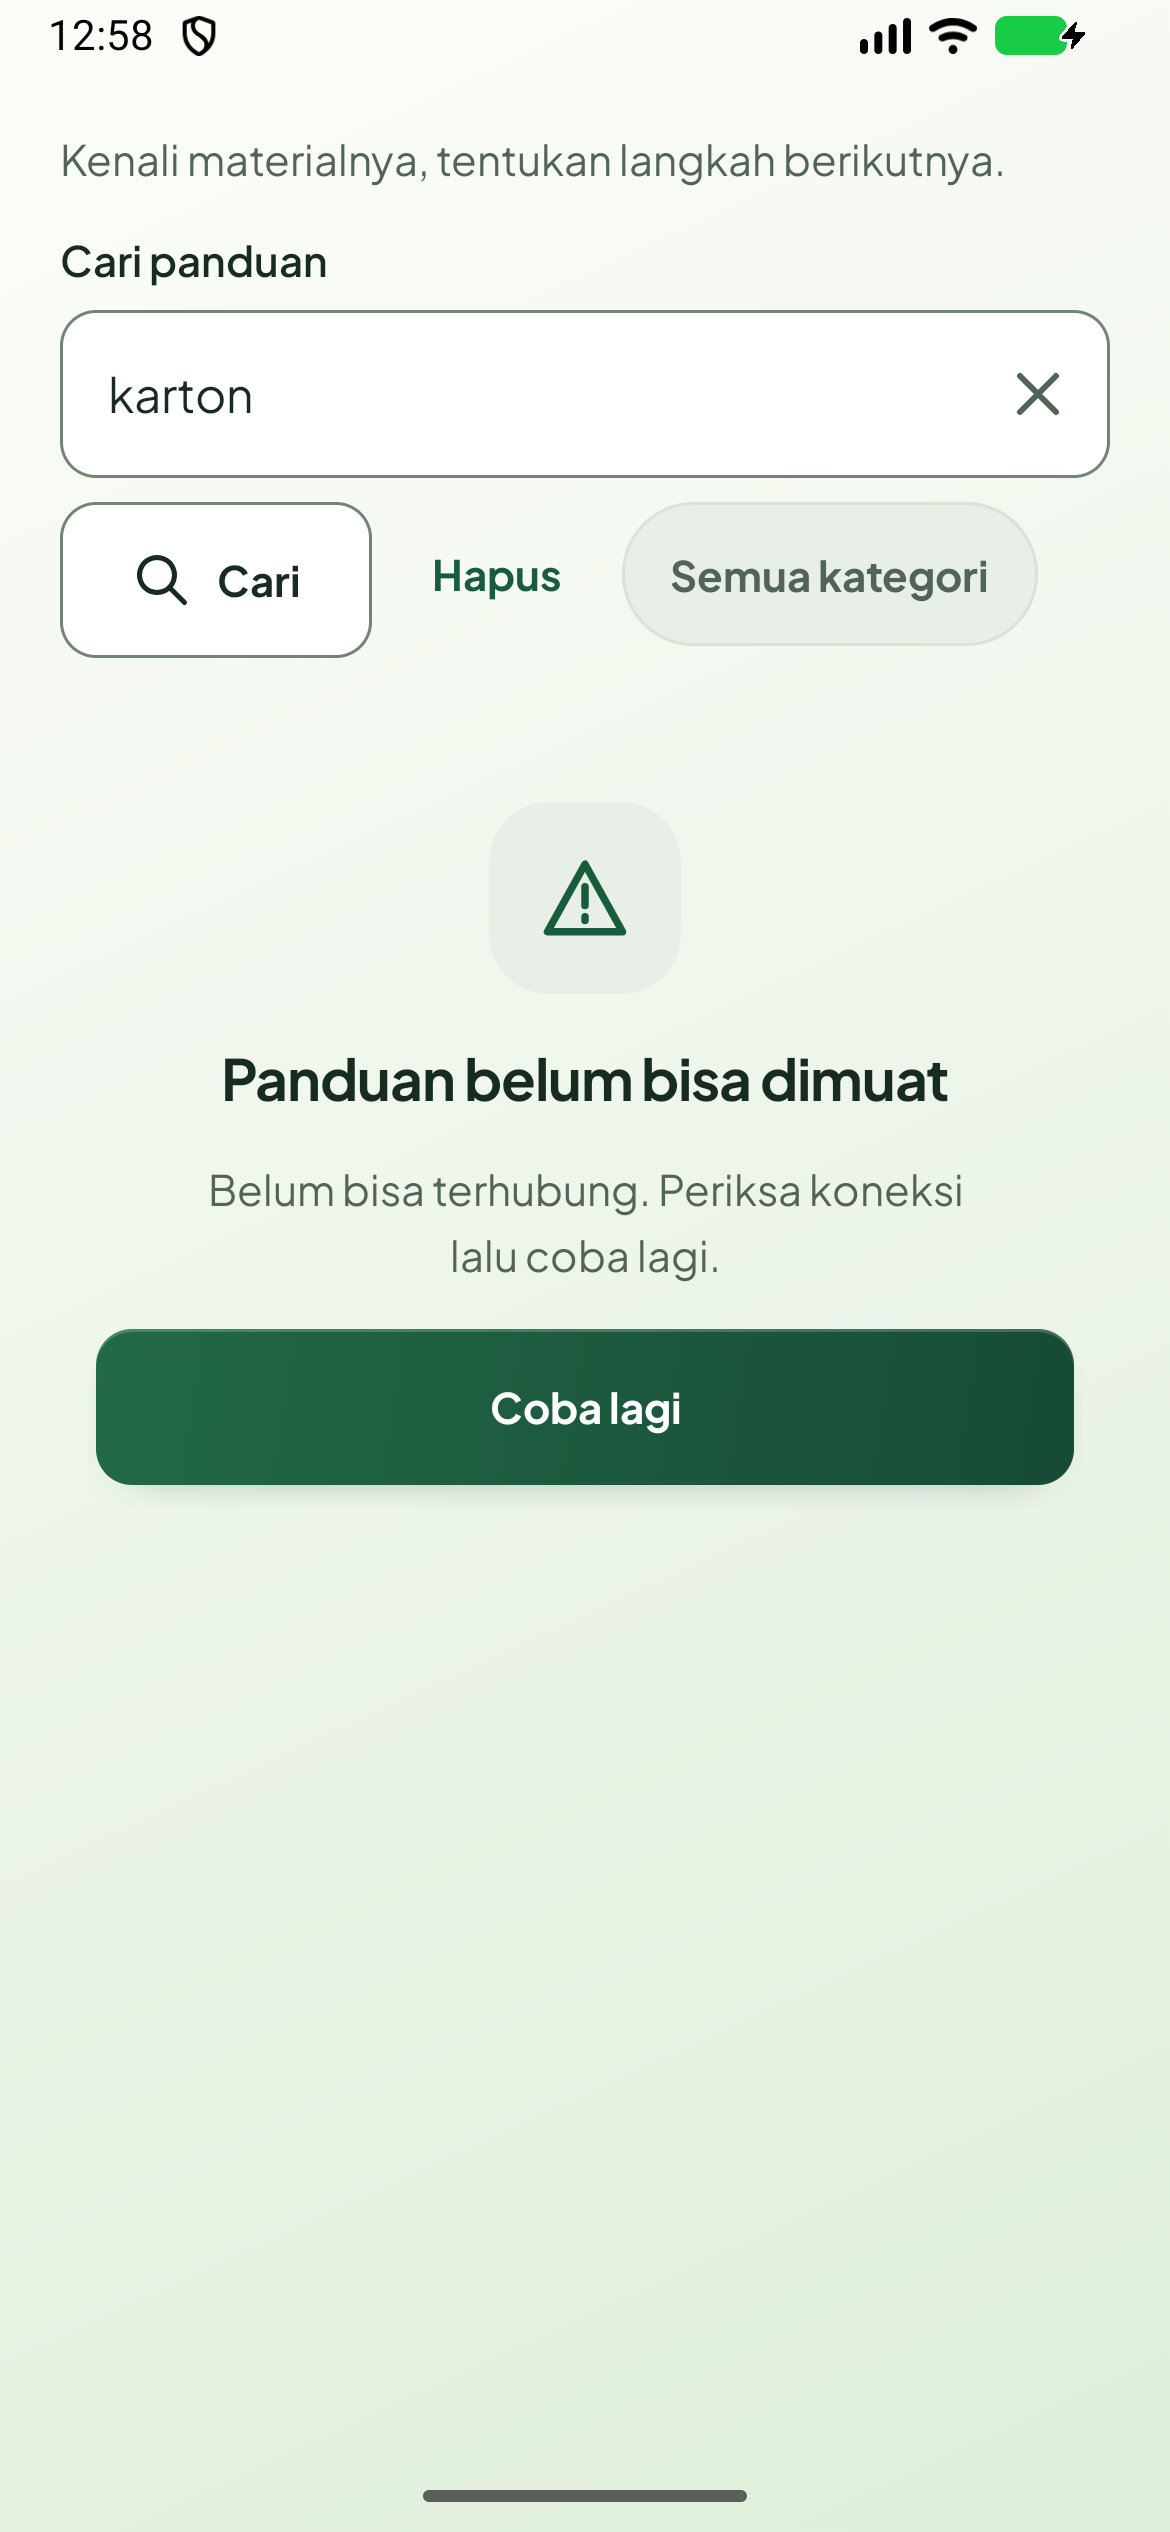 12:58
Kenali materialnya, tentukan langkah berikutnya.
Cari panduan
karton
Cari
Hapus
Semua kategori
Panduan belum bisa dimuat
Belum bisa terhubung. Periksa koneksi
lalu coba lagi.
Coba lagi